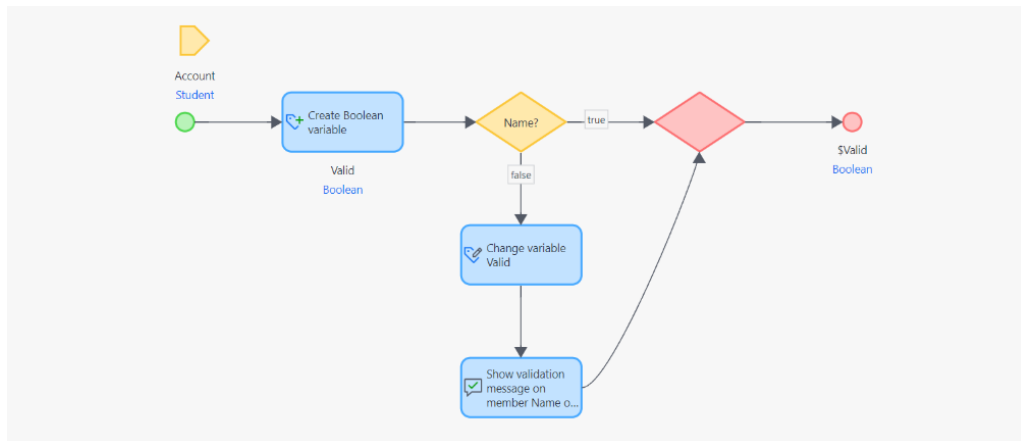 Account
Student
Create Boolean
variable
Valid
Boolean
Name?
true
false
$Valid
Boolean
Change variable
Valid
Show validation
message on
member Name o...